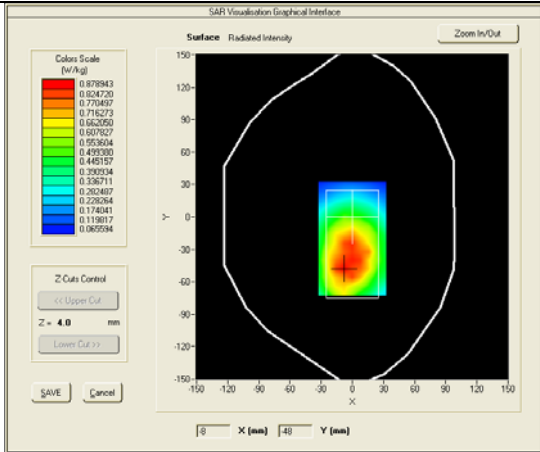 SAR Visualisation Graphical Interface
Surface Radiated Intensity
Zoom In/Out
Colors Scale
(W/kg)
0.878943
0.824720
0.770497
0.716273
0.662050
0.607827
0.553604
0.499380
0.445157
0.390934
0.336711
0.282487
0.228264
0.174041
0.119817
0.065594
Z Cuts Control
<< Upper Cut
Z = 4.0 mm
Lower Cut >>
SAVE Cancel
150-
120-
90-
60-
30-
0-
-30-
-60-
-90-
-120-
-150-
Y
-150 -120 -90 -60 -30 0 30 60 90 120 150
X
-8 X (mm) -48 Y (mm)